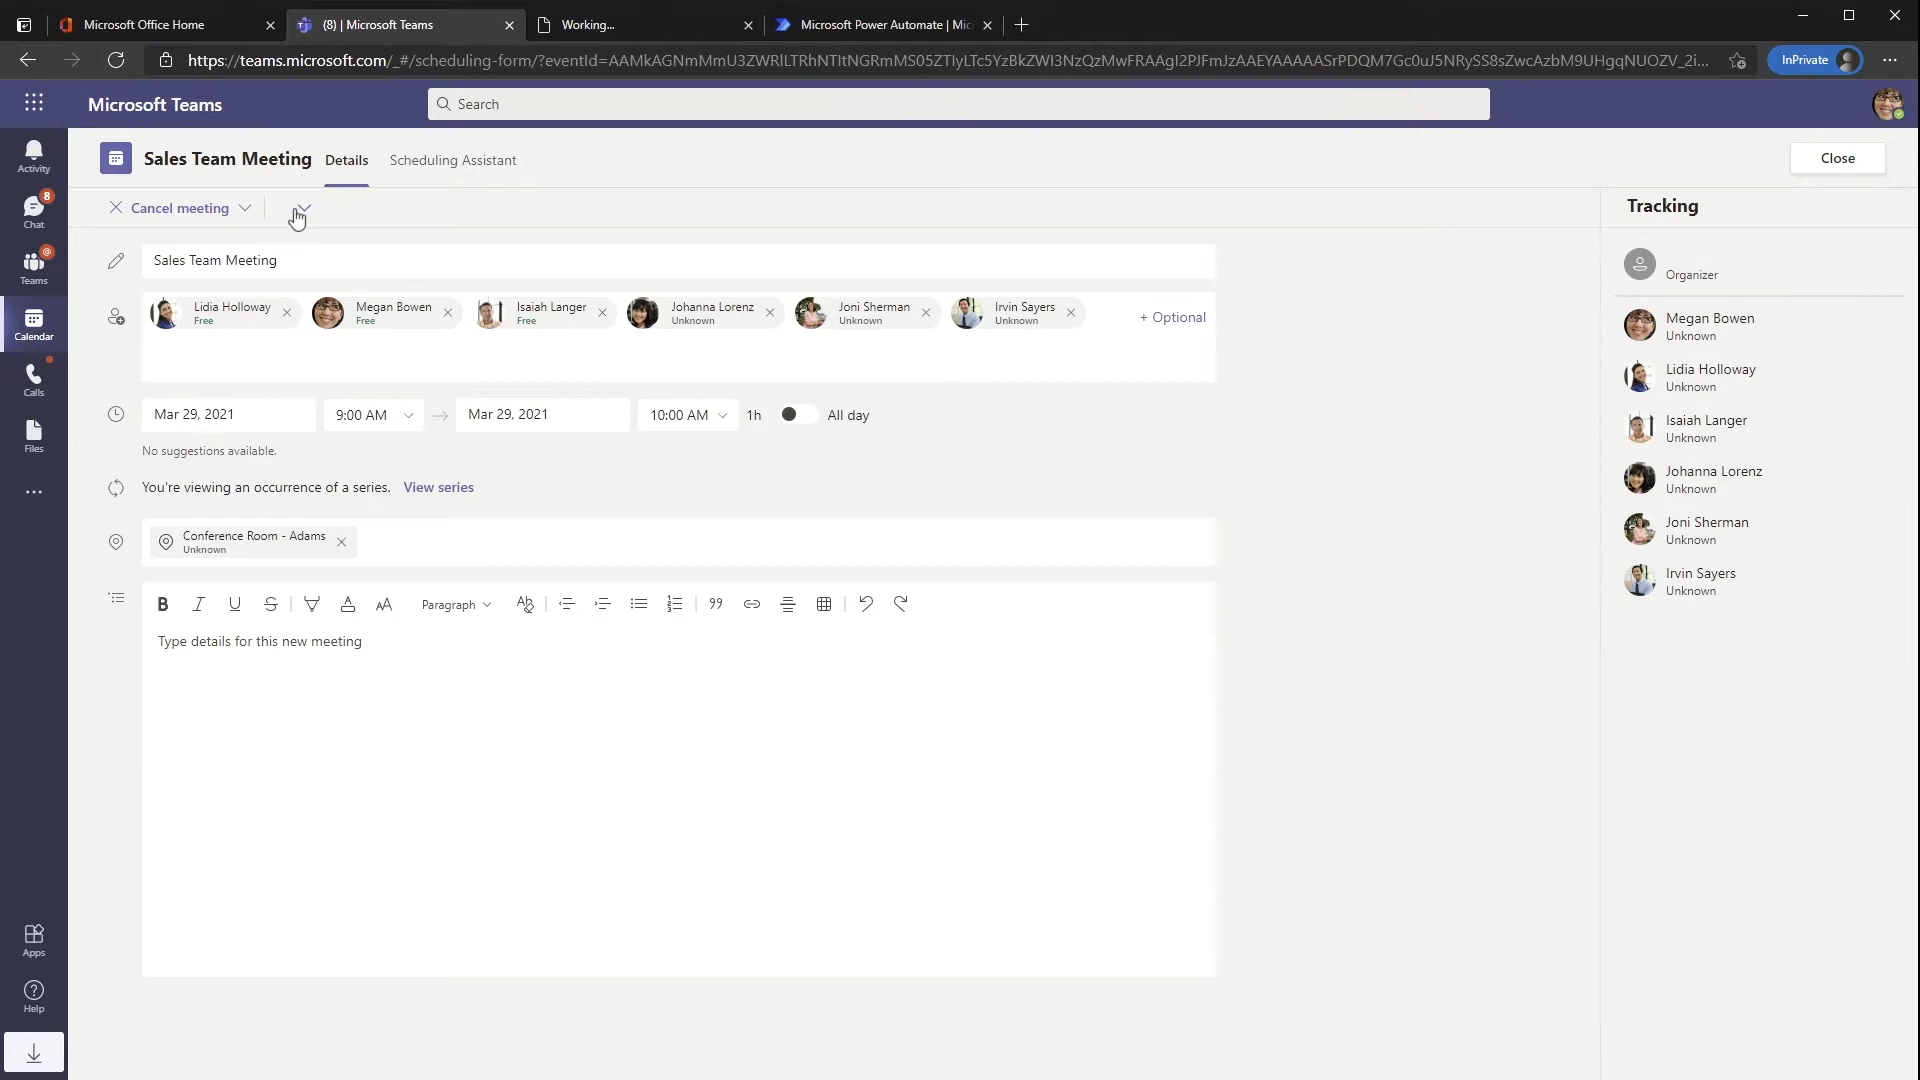 Microsoft Office Home
(8) | Microsoft Teams
Working...
Microsoft Power Automate | Mic
https://teams.microsoft.com/_#/scheduling-form/?eventId=
InPrivate
Microsoft Teams
Search
Activity
8
Chat
@
Teams
Calendar
Calls
Files
Apps
Help
Sales Team Meeting
Details
Scheduling Assistant
Close
Cancel meeting
Sales Team Meeting
Lidia Holloway
Free
Megan Bowen
Free
Isaiah Langer
Free
Johanna Lorenz
Unknown
Joni Sherman
Unknown
Irvin Sayers
Unknown
+ Optional
Mar 29, 2021
9:00 AM
Mar 29, 2021
10:00 AM
1h
All day
No suggestions available.
You're viewing an occurrence of a series. View series
Conference Room - Adams
Unknown
Paragraph
Type details for this new meeting
Tracking
Organizer
Megan Bowen
Unknown
Lidia Holloway
Unknown
Isaiah Langer
Unknown
Johanna Lorenz
Unknown
Joni Sherman
Unknown
Irvin Sayers
Unknown